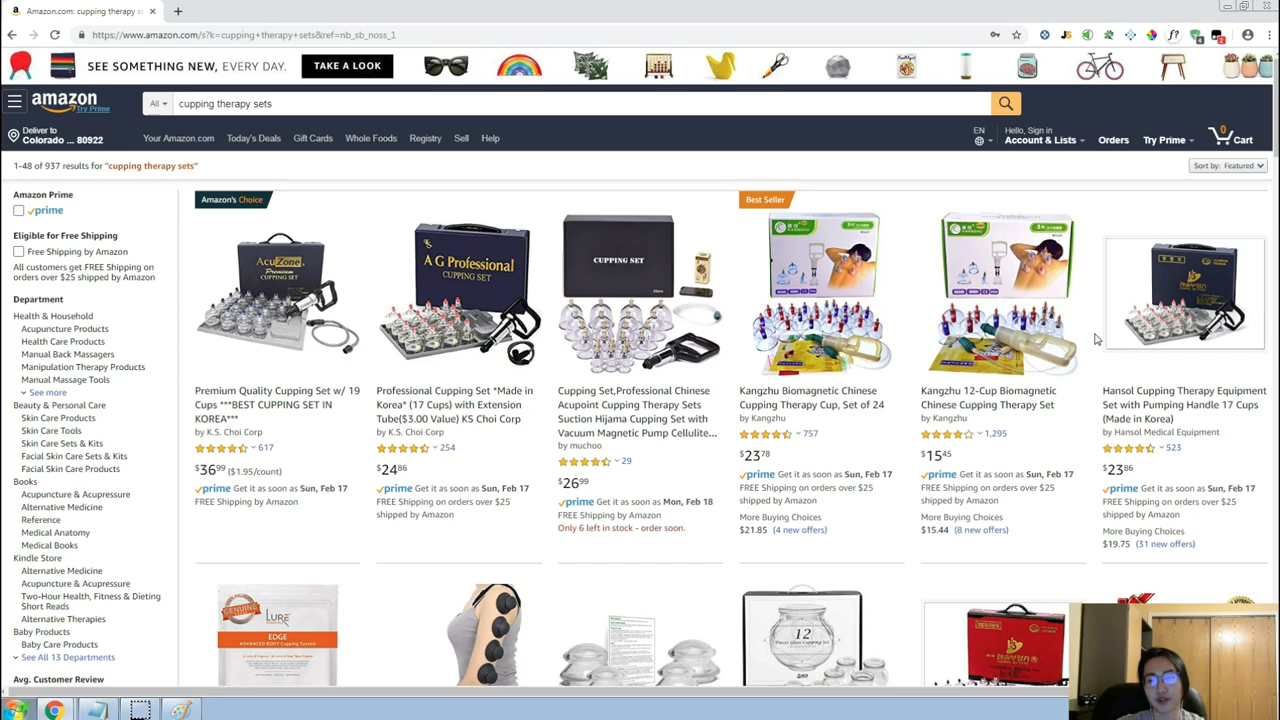 Amazon.com: cupping therapy s
https://www.amazon.com/s?k=cupping+therapy+sets&ref=nb_sb_noss_1
SEE SOMETHING NEW, EVERY DAY.
TAKE A LOOK
amazon
Try Prime
All
cupping therapy sets
Deliver to
Colorado ... 80922
Your Amazon.com
Today's Deals
Gift Cards
Whole Foods
Registry
Sell
Help
EN
Hello, Sign in
Account & Lists
Orders
Try Prime
0
Cart
1-48 of 937 results for "cupping therapy sets"
Sort by: Featured
Amazon Prime
prime
Eligible for Free Shipping
Free Shipping by Amazon
All customers get FREE Shipping on
orders over $25 shipped by Amazon
Department
Health & Household
Acupuncture Products
Health Care Products
Manual Back Massagers
Manipulation Therapy Products
Manual Massage Tools
See more
Beauty & Personal Care
Skin Care Products
Skin Care Tools
Skin Care Sets & Kits
Facial Skin Care Sets & Kits
Facial Skin Care Products
Books
Acupuncture & Acupressure
Alternative Medicine
Reference
Medical Anatomy
Medical Books
Kindle Store
Alternative Medicine
Acupuncture & Acupressure
Two-Hour Health, Fitness & Dieting
Short Reads
Alternative Therapies
Baby Products
Baby Care Products
See All 13 Departments
Avg. Customer Review
Amazon's Choice
AcuZone
Premium
CUPPING SET
Premium Quality Cupping Set w/ 19
Cups ***BEST CUPPING SET IN
KOREA***
by K.S. Choi Corp
617
$36 99 ($1.95/count)
prime Get it as soon as Sun, Feb 17
FREE Shipping by Amazon
A G Professional
CUPPING SET
Professional Cupping Set *Made in
Korea* (17 Cups) with Extension
Tube($3.00 Value) KS Choi Corp
by K.S. Choi Corp
254
$24 86
prime Get it as soon as Sun, Feb 17
FREE Shipping on orders over $25
shipped by Amazon
CUPPING SET
Cupping Set,Professional Chinese
Acupoint Cupping Therapy Sets
Suction Hijama Cupping Set with
Vacuum Magnetic Pump Cellulite...
by muchoo
29
$26 99
prime Get it as soon as Mon, Feb 18
FREE Shipping by Amazon
Only 6 left in stock - order soon.
Best Seller
KANGZHU
Kangzhu Biomagnetic Chinese
Cupping Therapy Cup, Set of 24
by Kangzhu
757
$23 78
prime Get it as soon as Sun, Feb 17
FREE Shipping on orders over $25
shipped by Amazon
More Buying Choices
$21.85 (4 new offers)
KANGZHU
Kangzhu 12-Cup Biomagnetic
Chinese Cupping Therapy Set
by Kangzhu
1,295
$15 45
prime Get it as soon as Sun, Feb 17
FREE Shipping on orders over $25
shipped by Amazon
More Buying Choices
$15.44 (8 new offers)
Hansol Cupping Therapy Equipment
Set with Pumping Handle 17 Cups
(Made in Korea)
by Hansol Medical Equipment
523
$23 86
prime Get it as soon as Sun, Feb 17
FREE Shipping on orders over $25
shipped by Amazon
More Buying Choices
$19.75 (31 new offers)
GENUINE
LURE
EDGE
ADVANCED BODY Cupping System
12